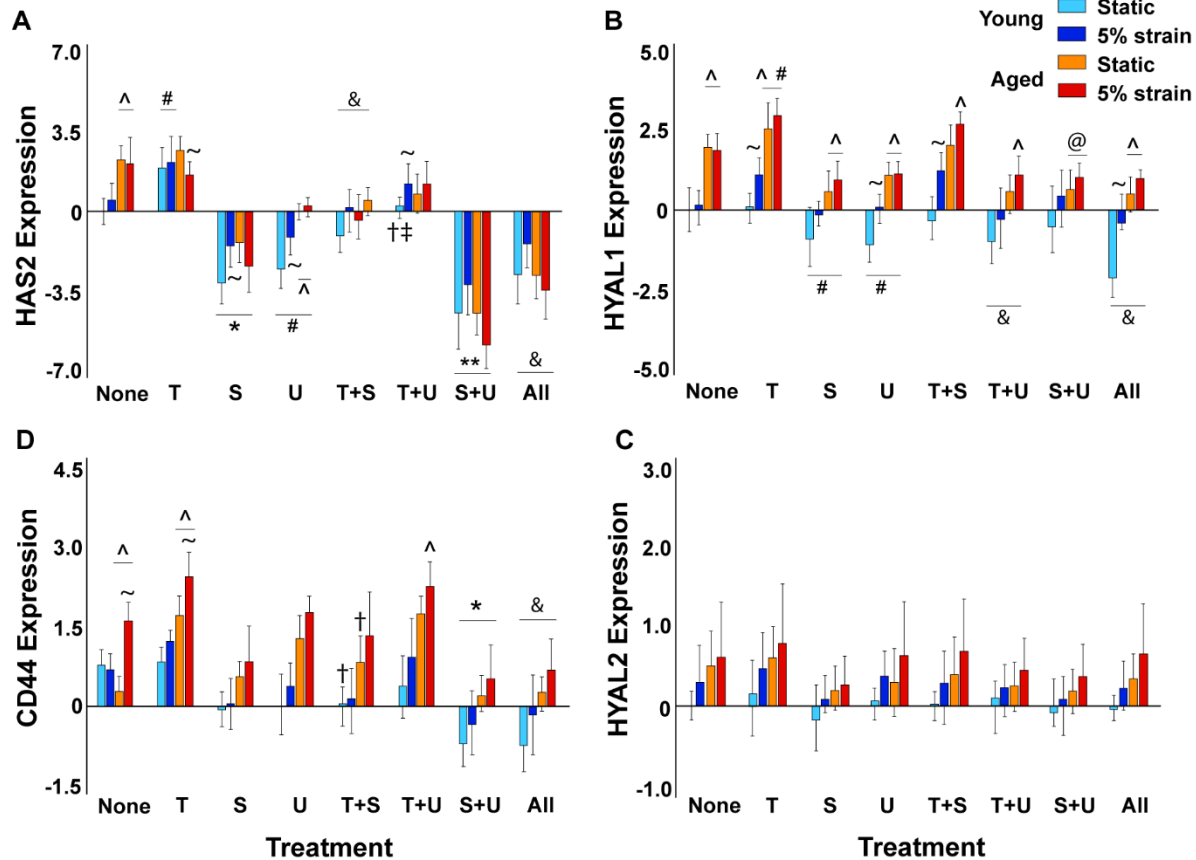 Young
Static
5% strain
Aged
Static
5% strain
A
HAS2 Expression
7.0
3.5
0
-3.5
-7.0
^
#
~
*
~
#
~
^
&
†‡
~
**
&
None T S U T+S T+U S+U All
B
HYAL1 Expression
5.0
2.5
0
-2.5
-5.0
^
~
^ #
#
^
#
~
^
~
^
&
^
@
&
~
^
None T S U T+S T+U S+U All
D
CD44 Expression
4.5
3.0
1.5
0
-1.5
^
~
^
~
†
†
^
*
&
None T S U T+S T+U S+U All
Treatment
C
HYAL2 Expression
3.0
2.0
1.0
0
-1.0
None T S U T+S T+U S+U All
Treatment